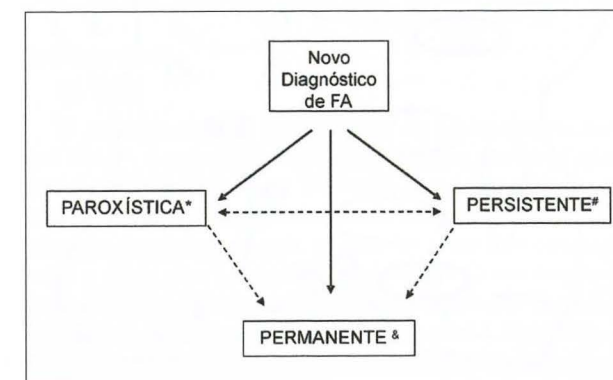 Novo
Diagnóstico
de FA
PAROXÍSTICA*
PERSISTENTE#
PERMANENTE &